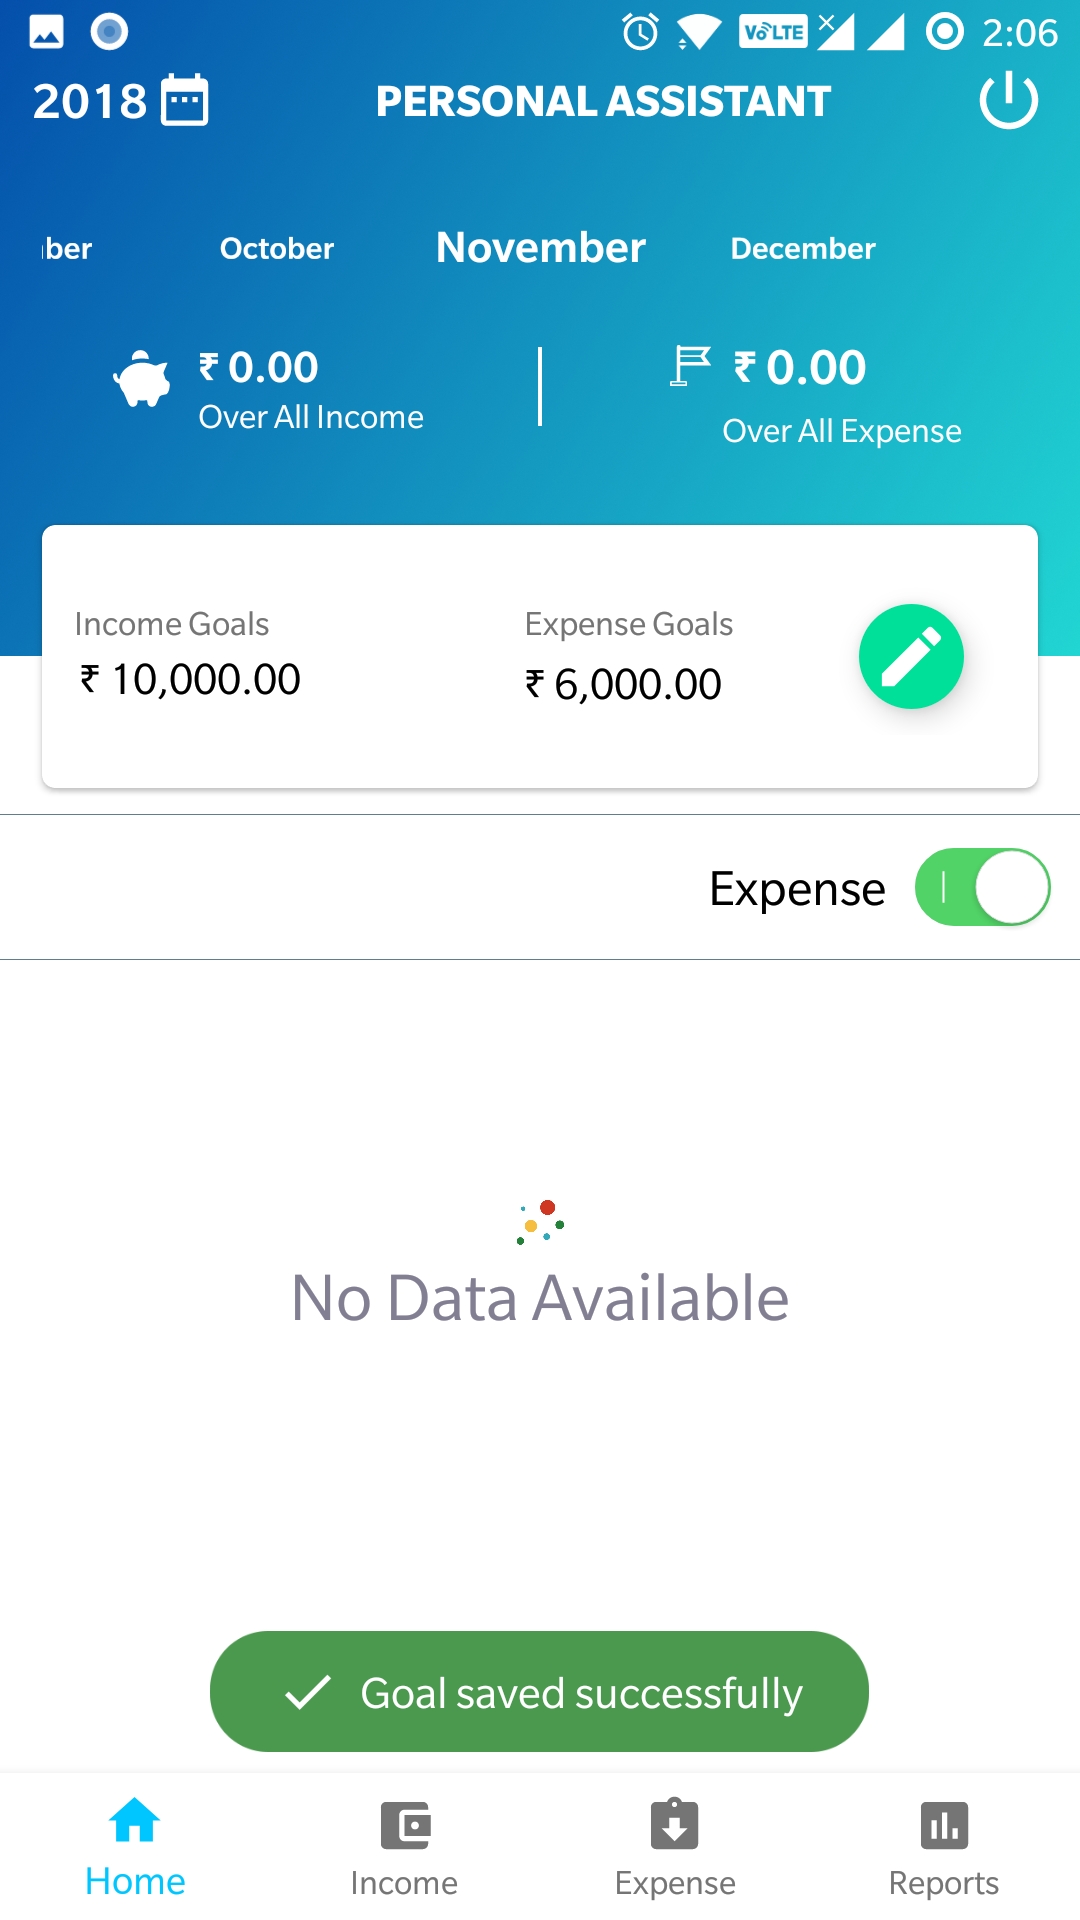 VoLTE 2:06
2018 PERSONAL ASSISTANT
ber October November December
₹ 0.00 ₹ 0.00
Over All Income Over All Expense
Income Goals Expense Goals
₹ 10,000.00 ₹ 6,000.00
Expense
No Data Available
Goal saved successfully
Home Income Expense Reports